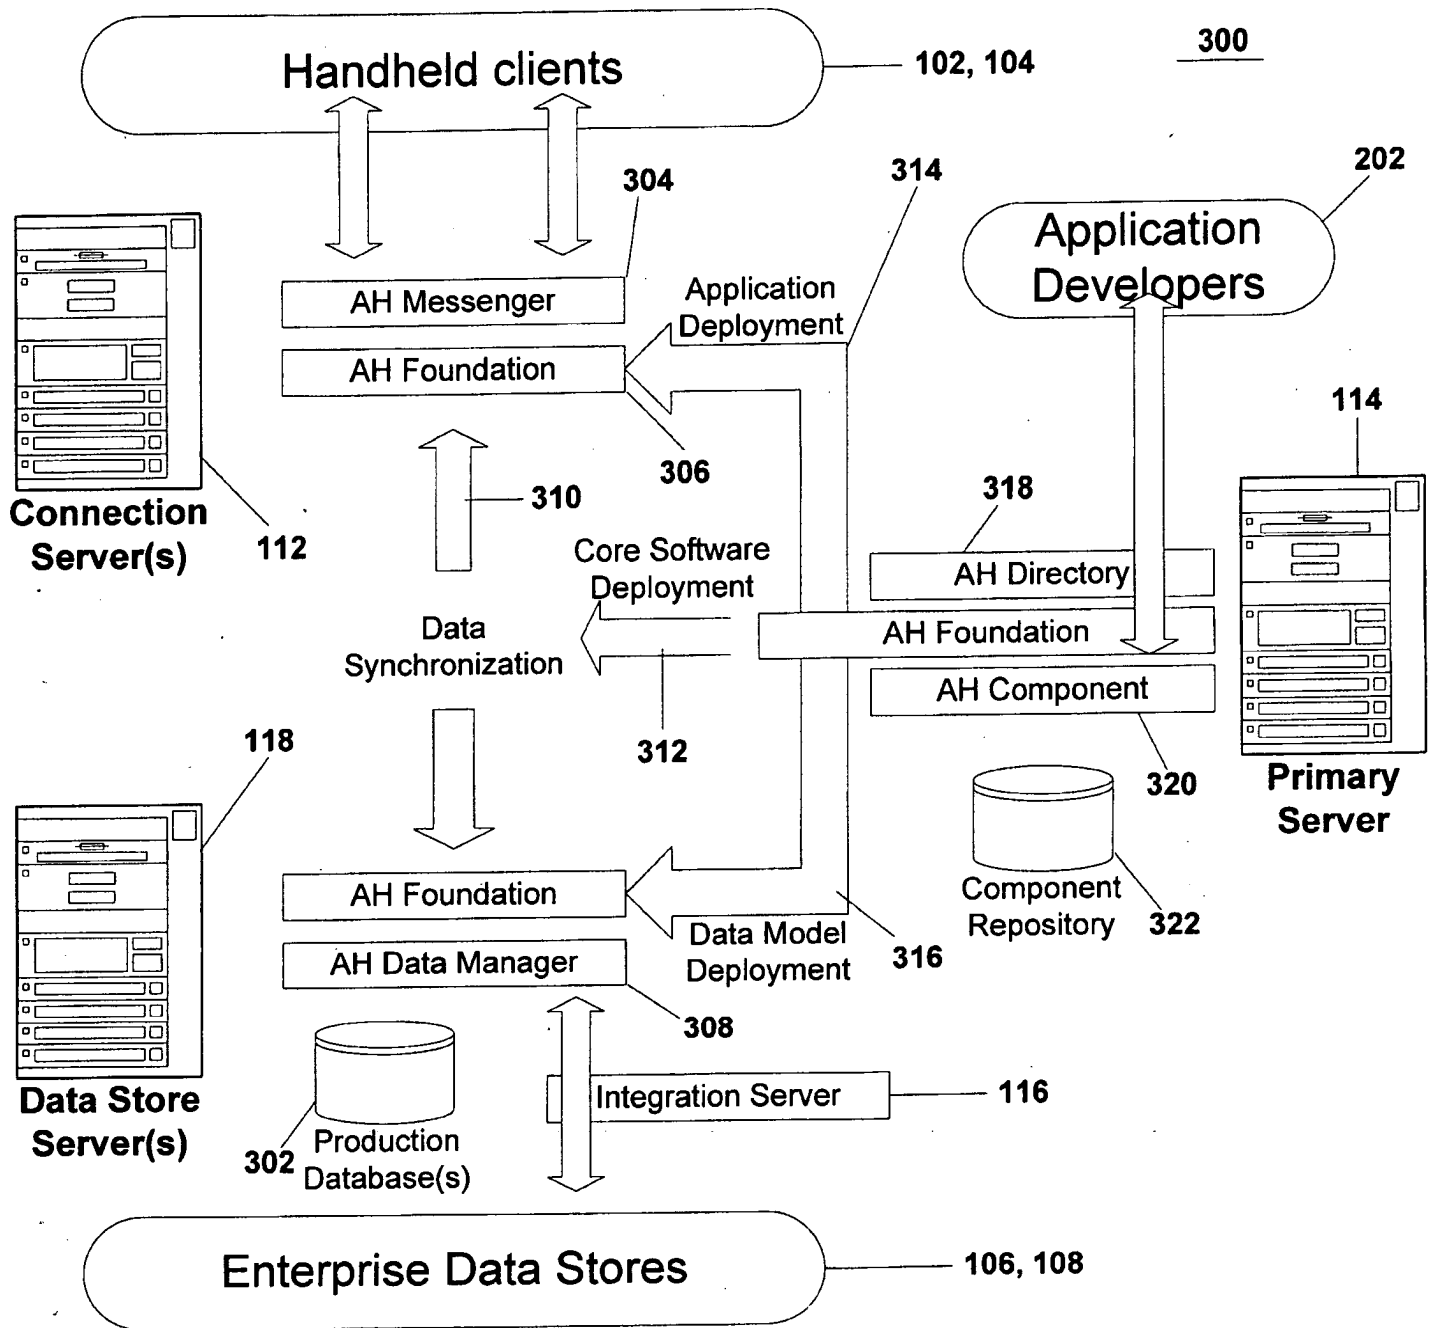 Handheld clients
102, 104
300
304
314
202
Application
Developers
AH Messenger
Application
Deployment
AH Foundation
306
114
Connection
Server(s)
112
310
318
Core Software
Deployment
AH Directory
Data
Synchronization
AH Foundation
312
AH Component
320
Primary
Server
118
AH Foundation
Component
Repository
322
Data Model
Deployment
316
AH Data Manager
308
Data Store
Server(s)
Integration Server
116
302
Production
Database(s)
Enterprise Data Stores
106, 108